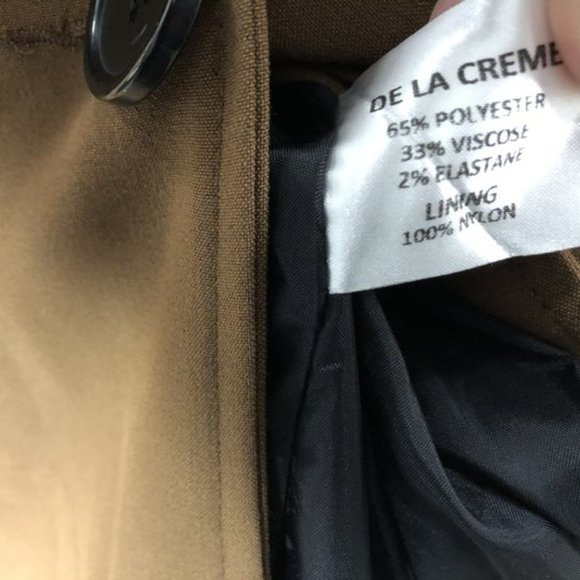 DE LA CREME
65% POLYESTER
33% VISCOSE
2% ELASTANE
LINING
100% NYLON